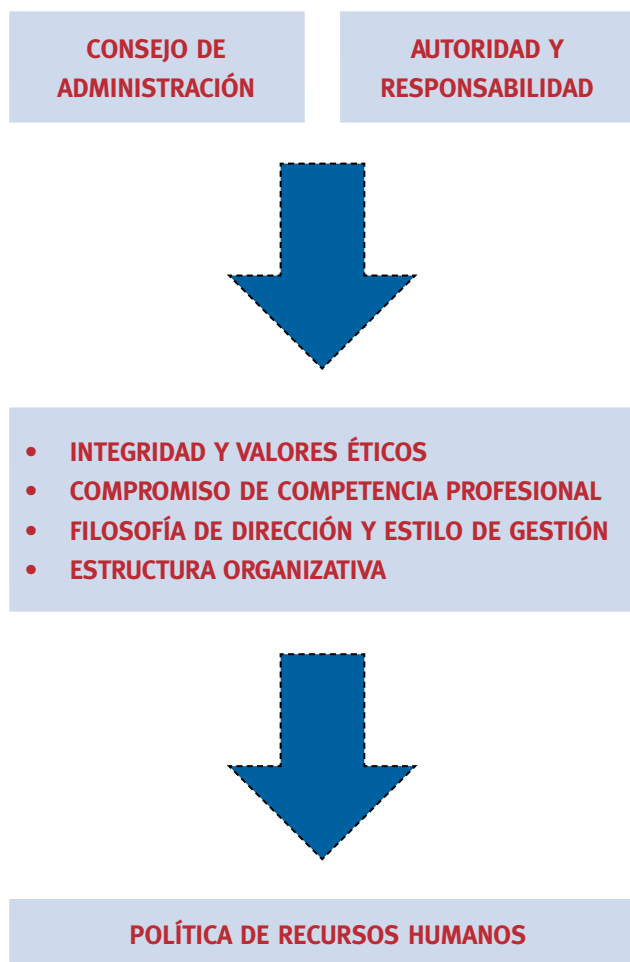 CONSEJO DE
ADMINISTRACIÓN
AUTORIDAD Y
RESPONSABILIDAD
• INTEGRIDAD Y VALORES ÉTICOS
• COMPROMISO DE COMPETENCIA PROFESIONAL
• FILOSOFÍA DE DIRECCIÓN Y ESTILO DE GESTIÓN
• ESTRUCTURA ORGANIZATIVA
POLÍTICA DE RECURSOS HUMANOS